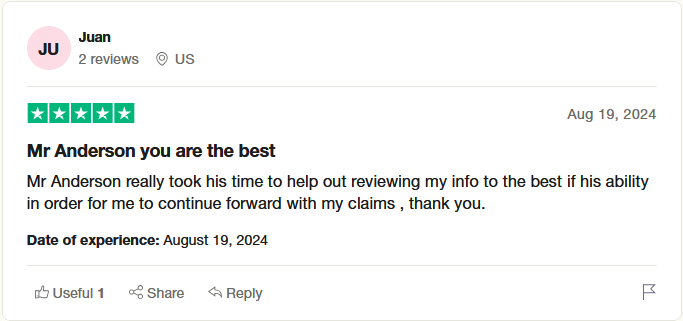 JU
Juan
2 reviews US
Aug 19, 2024
Mr Anderson you are the best
Mr Anderson really took his time to help out reviewing my info to the best if his ability
in order for me to continue forward with my claims , thank you.
Date of experience: August 19, 2024
Useful 1 Share Reply